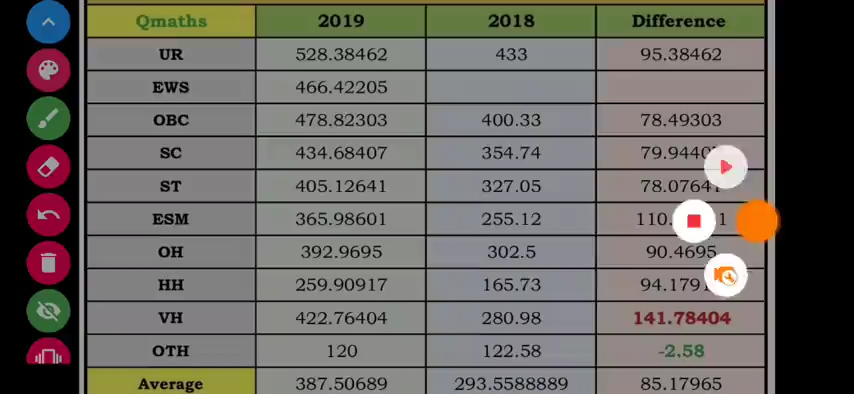 Qmaths 2019 2018 Difference
UR 528.38462 433 95.38462
EWS 466.42205
OBC 478.82303 400.33 78.49303
SC 434.68407 354.74
ST 405.12641 327.05 78.07641
ESM 365.98601 255.12
OH 392.9695 302.5 90.4695
HH 259.90917 165.73
VH 422.76404 280.98 141.78404
OTH 120 122.58 -2.58
Average 387.50689 293.5588889 85.17965